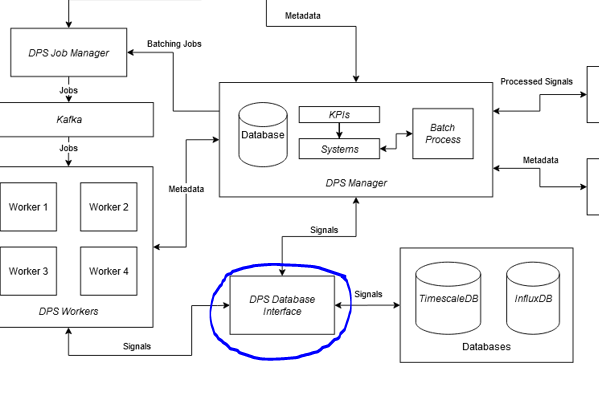 Metadata
DPS Job Manager
Batching Jobs
Jobs
Kafka
Jobs
Database
KPIs
Systems
Batch
Process
DPS Manager
Processed Signals
Metadata
Metadata
Worker 1
Worker 2
Worker 3
Worker 4
DPS Workers
Signals
DPS Database
Interface
Signals
Signals
TimescaleDB
InfluxDB
Databases